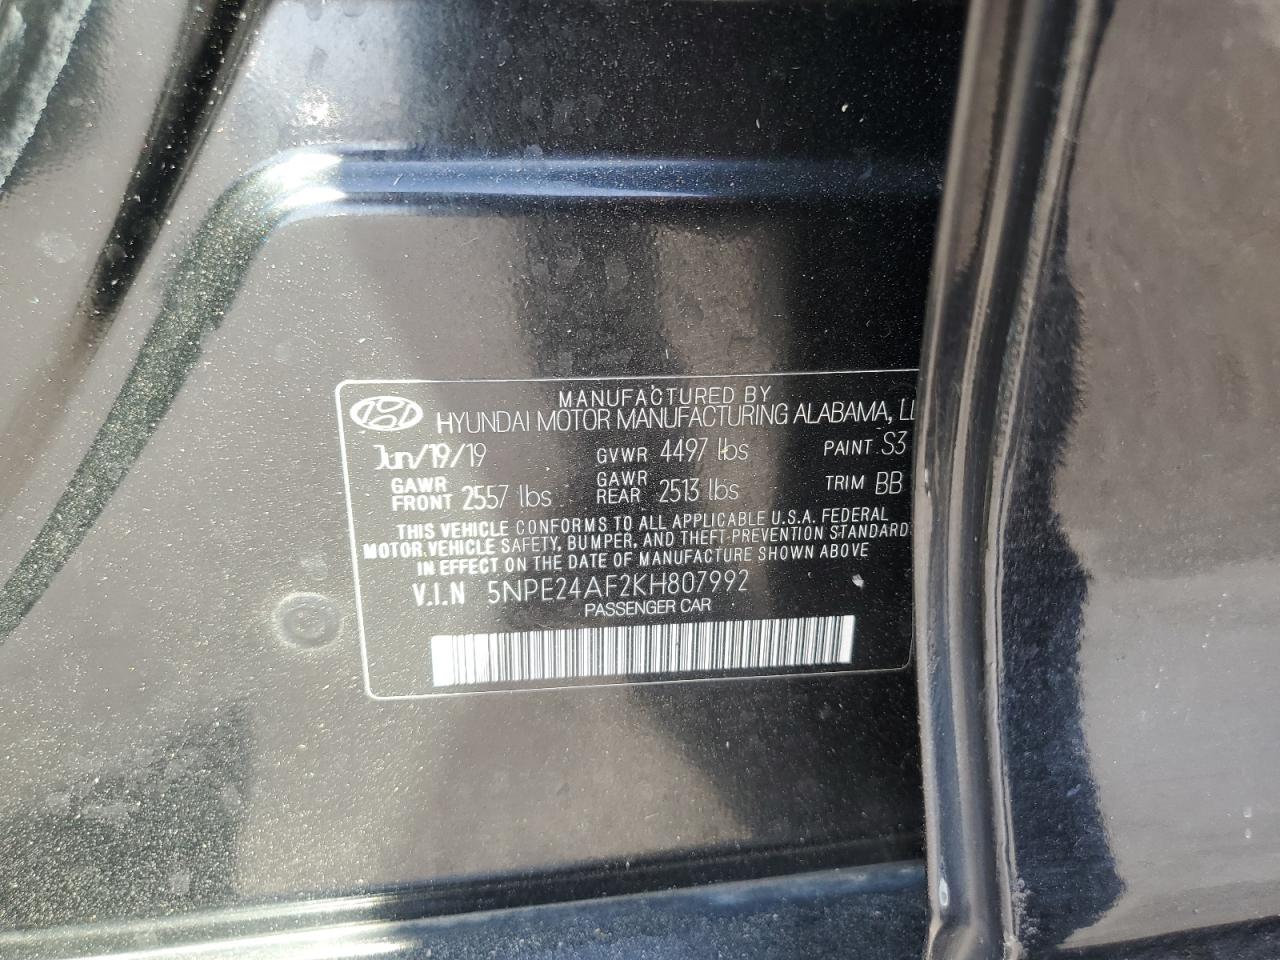 MANUFACTURED BY
HYUNDAI MOTOR MANUFACTURING ALABAMA,
Jun/19/19 GVWR 4497 lbs PAINT S3
GAWR FRONT 2557 lbs GAWR REAR 2513 lbs TRIM BB
THIS VEHICLE CONFORMS TO ALL APPLICABLE U.S.A. FEDERAL
MOTOR VEHICLE SAFETY, BUMPER, AND THEFT-PREVENTION STANDARD
IN EFFECT ON THE DATE OF MANUFACTURE SHOWN ABOVE
V.I.N 5NPE24AF2KH807992
PASSENGER CAR